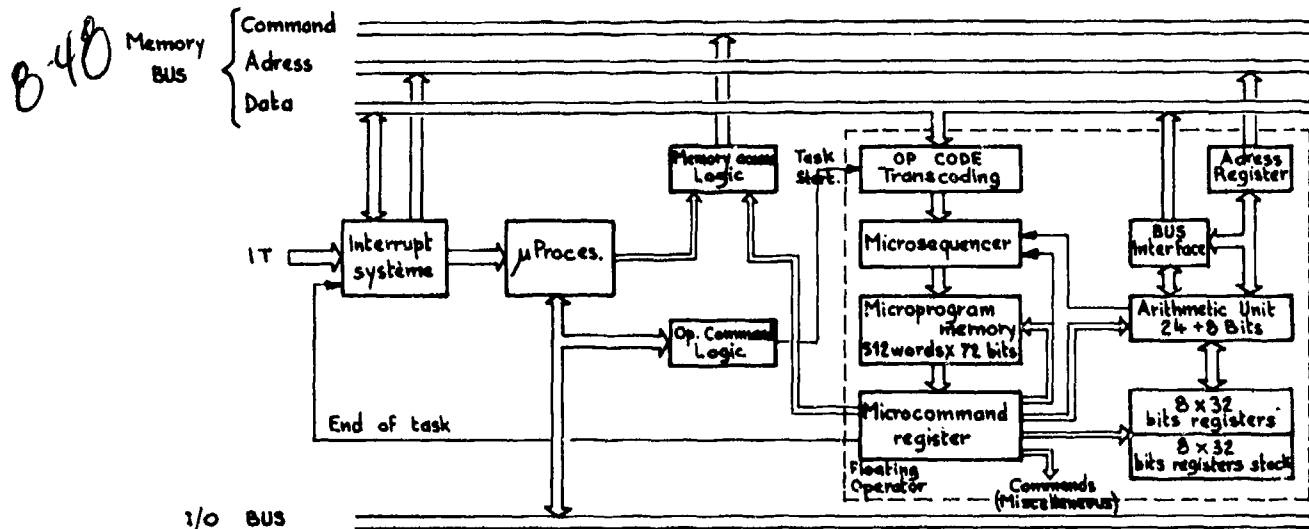 8-48
Memory
BUS
Command
Adress
Data
Memory access
Logic
Task
Start.
OP CODE
Transcoding
Adress
Register
IT
Interrupt
système
µProces.
Microsequencer
BUS
Interface
Op. Command
Logic
Microprogram
memory
512 words X 72 bits
Arithmetic Unit
24 + 8 Bits
End of task
Microcommand
register
8 x 32
bits registers
8 x 32
bits registers stack
Floating
Operator
Commands
(Miscellaneous)
I/O BUS